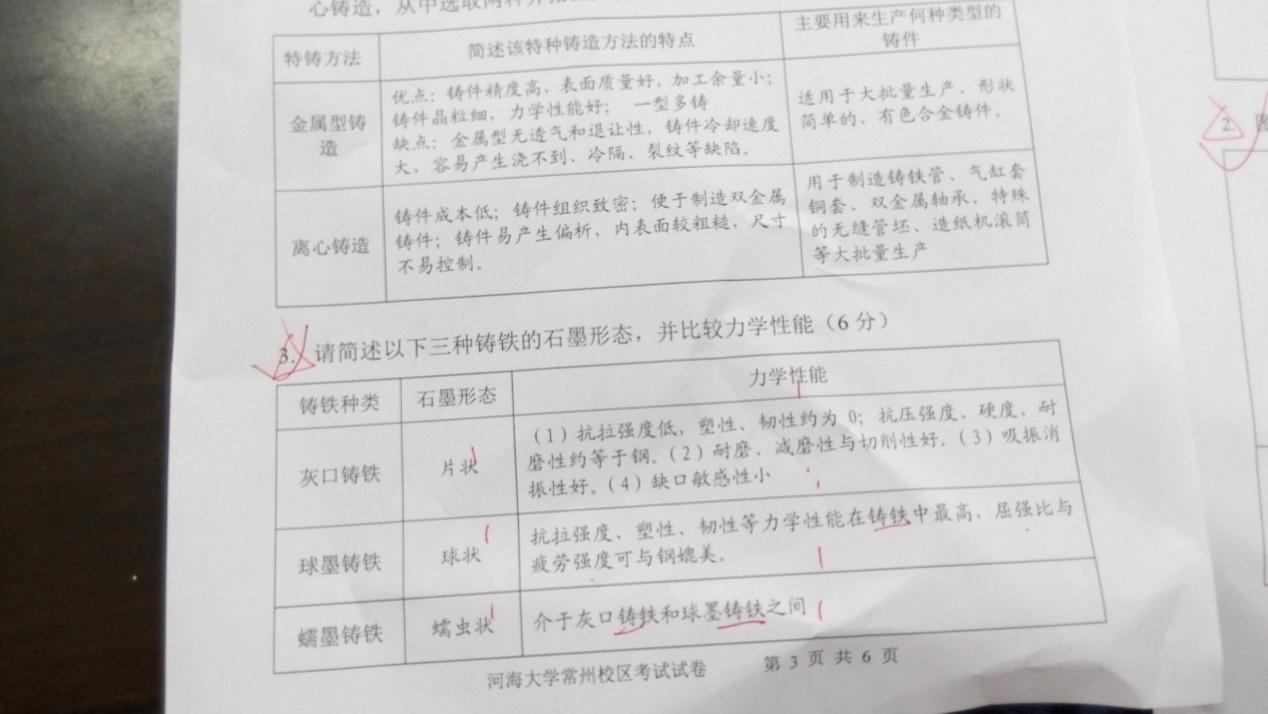 心铸造，从中选取两种并
特铸方法
简述该特种铸造方法的特点
主要用来生产何种类型的
铸件
金属型铸
造
优点：铸件精度高，表面质量好，加工余量小；
铸件晶粒细，力学性能好； 一型多铸
缺点：金属型无透气和退让性，铸件冷却速度
大，容易产生浇不到、冷隔、裂纹等缺陷。
适用于大批量生产、形状
简单的、有色合金铸件。
离心铸造
铸件成本低；铸件组织致密；便于制造双金属
铸件；铸件易产生偏析，内表面较粗糙，尺寸
不易控制。
用于制造铸铁管、气缸套
铜套、双金属轴承、特殊
的无缝管坯、造纸机滚筒
等大批量生产
3. 请简述以下三种铸铁的石墨形态，并比较力学性能（6 分）
铸铁种类
石墨形态
力学性能
灰口铸铁
片状
（1）抗拉强度低，塑性、韧性约为 0；抗压强度、硬度、耐
磨性约等于钢。（2）耐磨、减磨性与切削性好.（3）吸振消
振性好。（4）缺口敏感性小
球墨铸铁
球状
抗拉强度、塑性、韧性等力学性能在铸铁中最高，屈强比与
疲劳强度可与钢媲美。
蠕墨铸铁
蠕虫状
介于灰口铸铁和球墨铸铁之间
河海大学常州校区考试试卷 第 3 页 共 6 页
2.